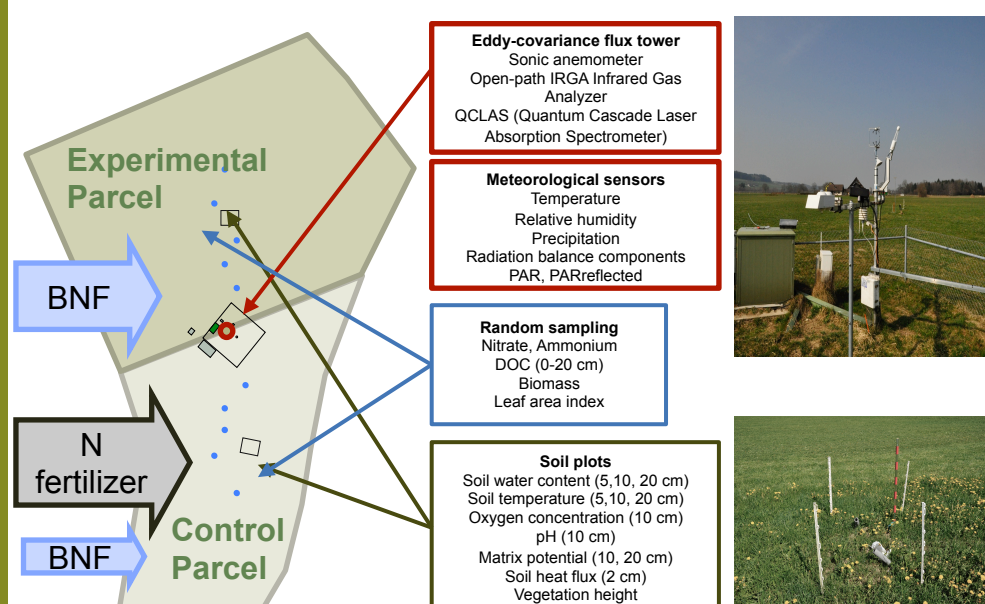 Experimental
Parcel
BNF
N
fertilizer
BNF
Control
Parcel
Eddy-covariance flux tower
Sonic anemometer
Open-path IRGA Infrared Gas
Analyzer
QCLAS (Quantum Cascade Laser
Absorption Spectrometer)
Meteorological sensors
Temperature
Relative humidity
Precipitation
Radiation balance components
PAR, PARreflected
Random sampling
Nitrate, Ammonium
DOC (0-20 cm)
Biomass
Leaf area index
Soil plots
Soil water content (5,10, 20 cm)
Soil temperature (5,10, 20 cm)
Oxygen concentration (10 cm)
pH (10 cm)
Matrix potential (10, 20 cm)
Soil heat flux (2 cm)
Vegetation height